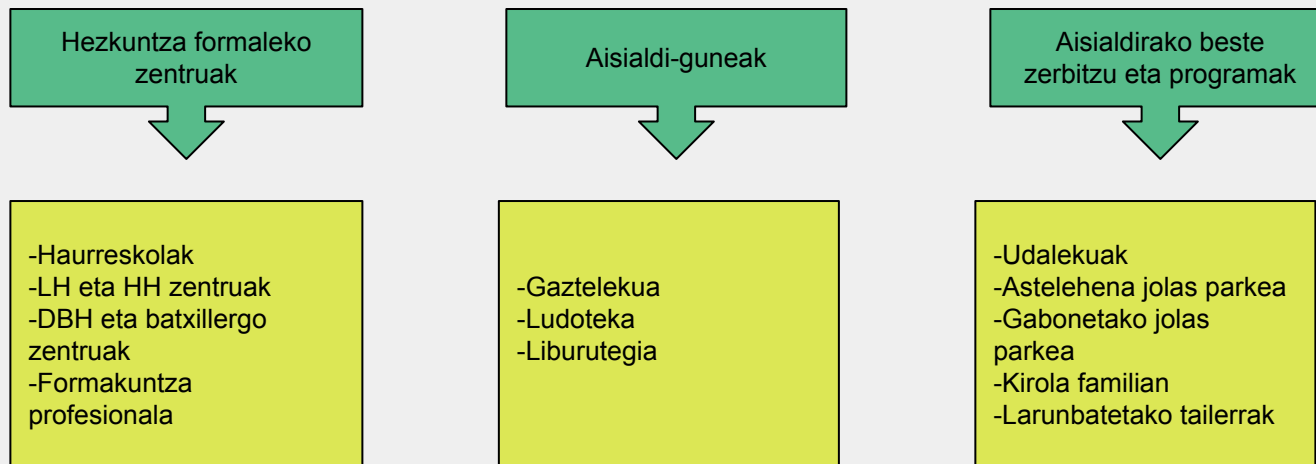 Hezkuntza formaleko
zentruak
Aisialdi-guneak
Aisialdirako beste
zerbitzu eta programak
-Haurreskolak
-LH eta HH zentruak
-DBH eta batxillergo
zentruak
-Formakuntza
profesionala
-Gaztelekua
-Ludoteka
-Liburutegia
-Udalekuak
-Astelehena jolas parkea
-Gabonetako jolas
parkea
-Kirola familian
-Larunbatetako tailerrak